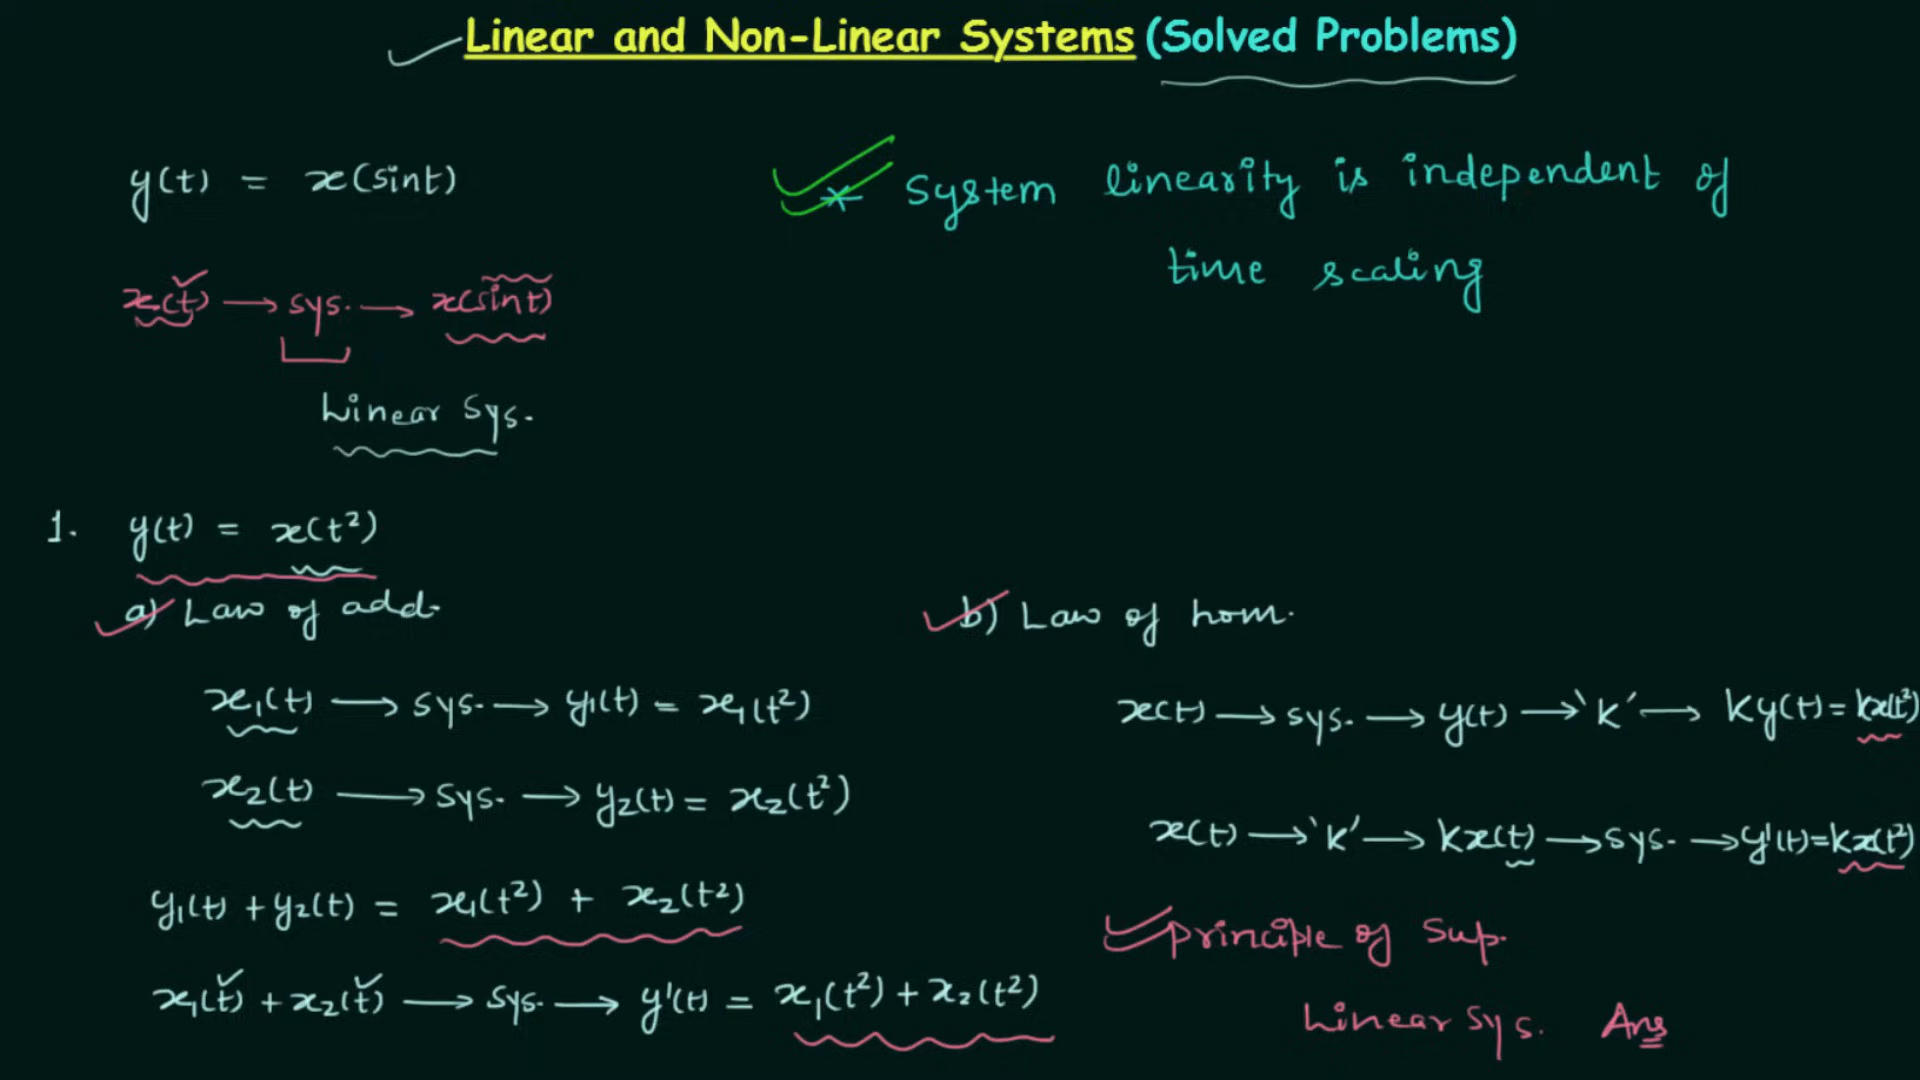 Linear and Non-Linear Systems (Solved Problems)
y(t) = x(sint)
* System linearity is independent of
time scaling
x(t) → sys. → x(sint)
Linear Sys.
1. y(t) = x(t²)
a) Law of add.
x₁(t) → sys. → y₁(t) = x₁(t²)
x₂(t) → sys. → y₂(t) = x₂(t²)
y₁(t) + y₂(t) = x₁(t²) + x₂(t²)
x₁(t) + x₂(t) → sys. → y'(t) = x₁(t²) + x₂(t²)
b) Law of hom.
x(t) → sys. → y(t) → 'K' → Ky(t) = kx(t²)
x(t) → 'K' → Kx(t) → sys. → y'(t) = kx(t²)
principle of Sup.
Linear Sys. Ans